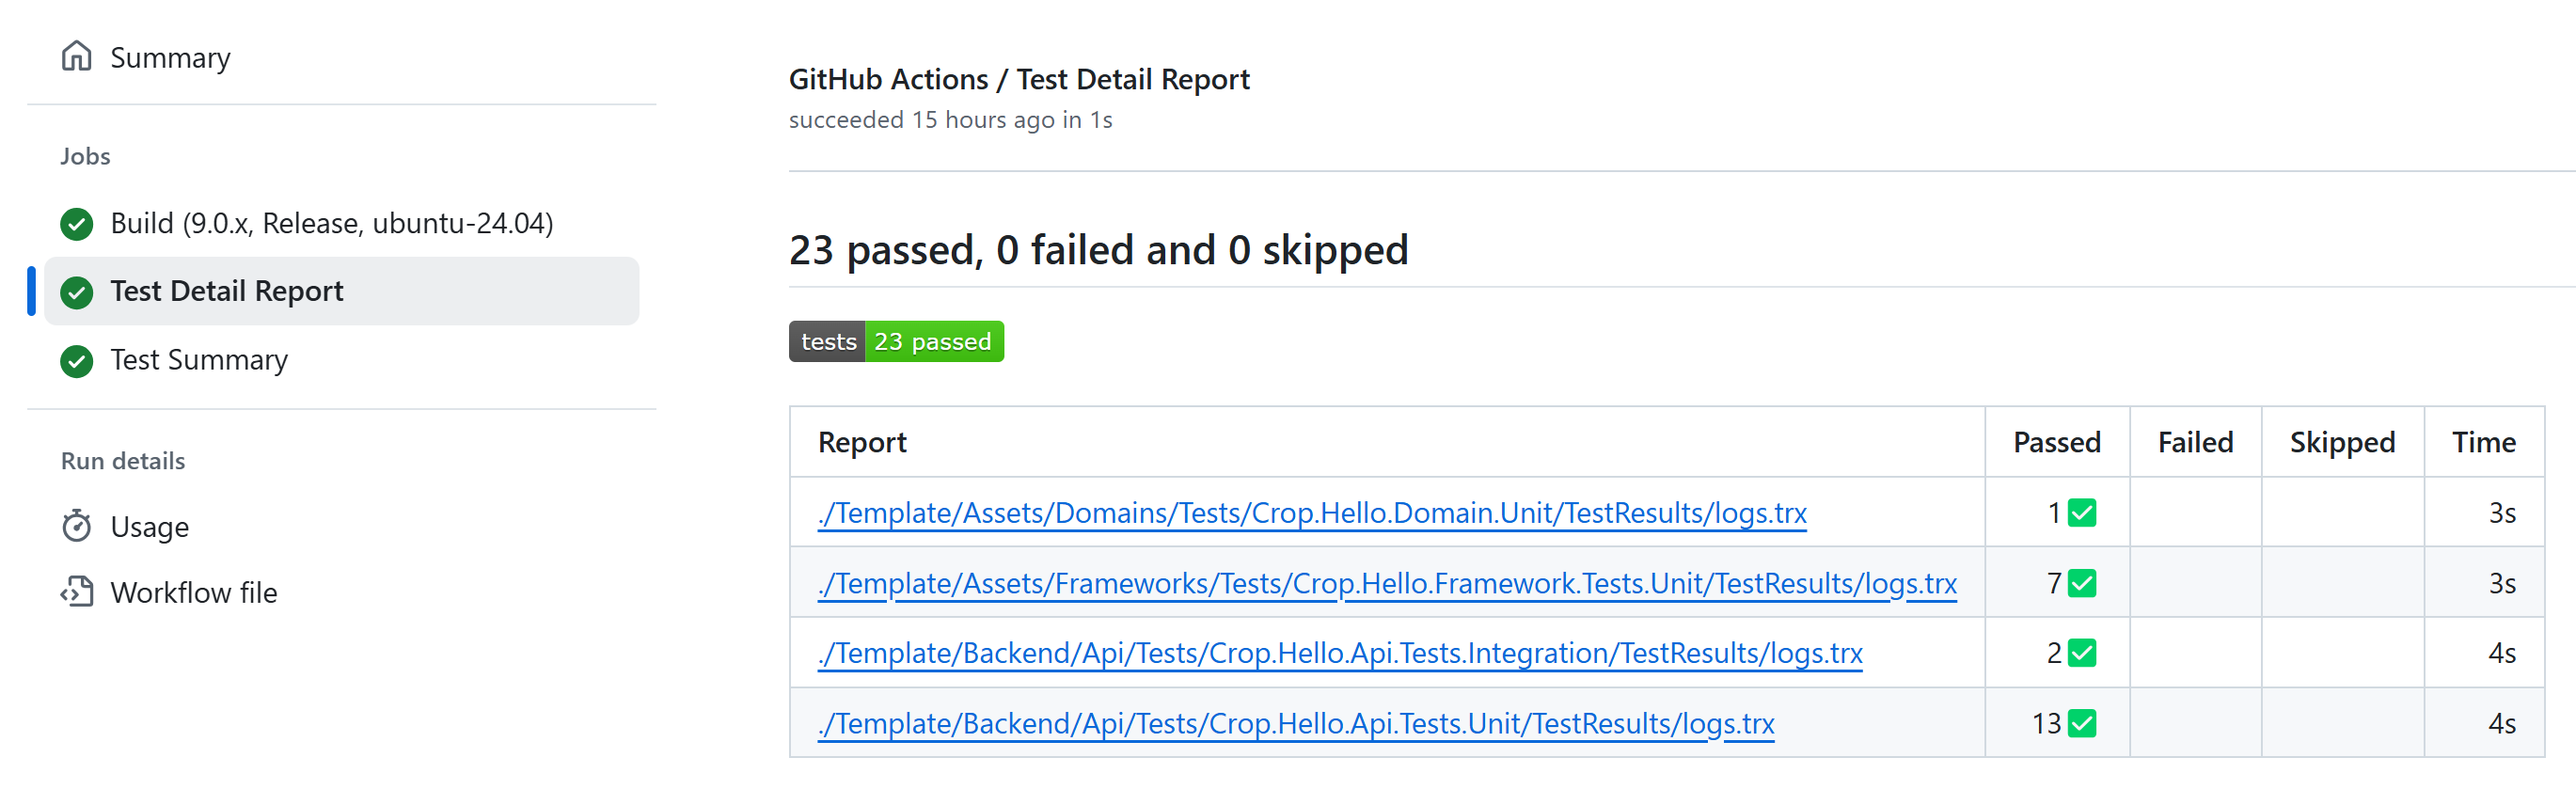 Summary
Jobs
Build (9.0.x, Release, ubuntu-24.04)
Test Detail Report
Test Summary
Run details
Usage
Workflow file
GitHub Actions / Test Detail Report
succeeded 15 hours ago in 1s
23 passed, 0 failed and 0 skipped
tests 23 passed
Report Passed Failed Skipped Time
./Template/Assets/Domains/Tests/Crop.Hello.Domain.Unit/TestResults/logs.trx 1 ✅ 3s
./Template/Assets/Frameworks/Tests/Crop.Hello.Framework.Tests.Unit/TestResults/logs.trx 7 ✅ 3s
./Template/Backend/Api/Tests/Crop.Hello.Api.Tests.Integration/TestResults/logs.trx 2 ✅ 4s
./Template/Backend/Api/Tests/Crop.Hello.Api.Tests.Unit/TestResults/logs.trx 13 ✅ 4s